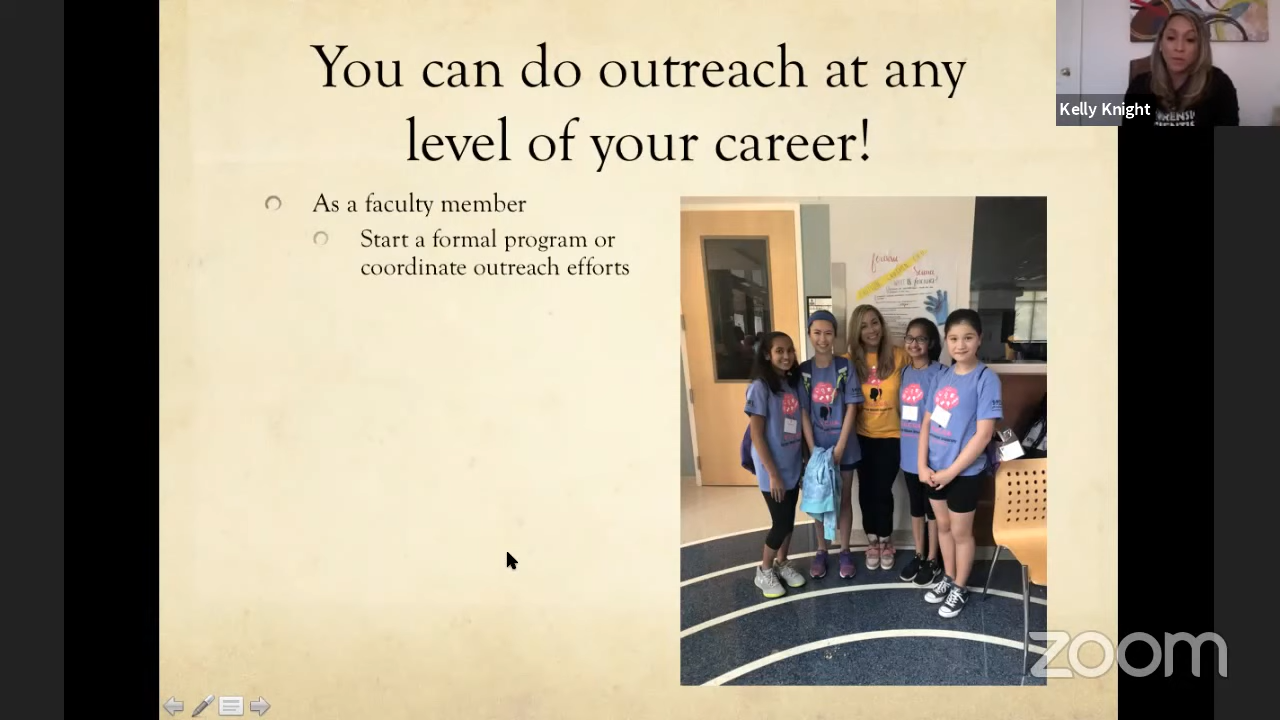 You can do outreach at any
level of your career!
Kelly Knight
As a faculty member
Start a formal program or
coordinate outreach efforts
zoom